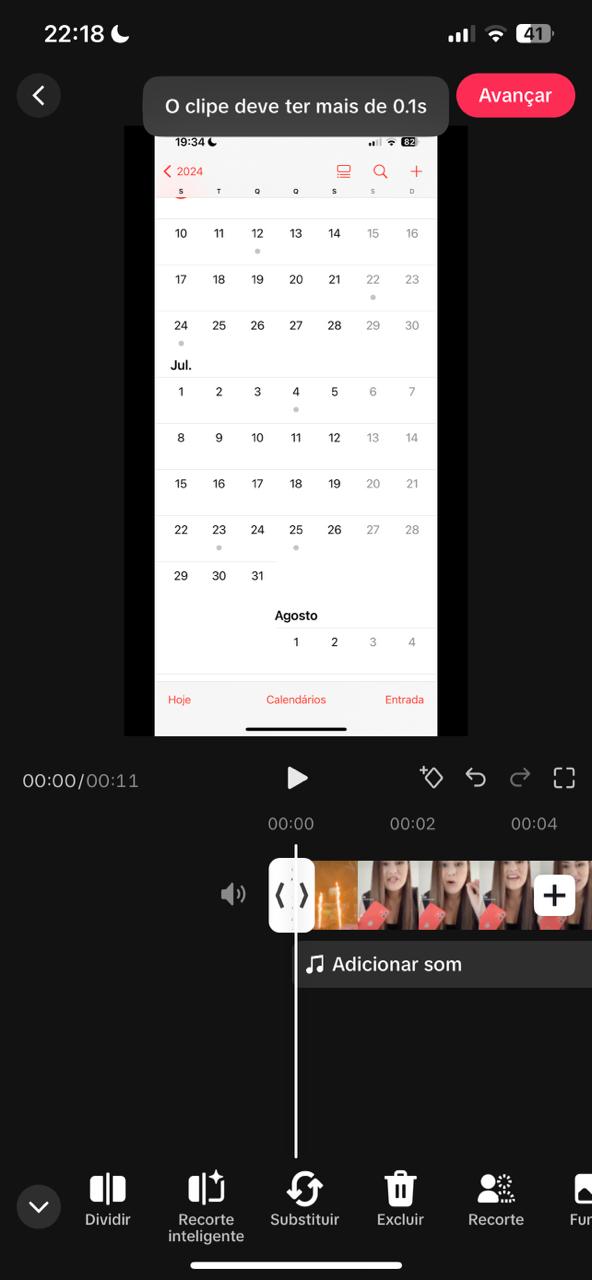 22:18
41
O clipe deve ter mais de 0.1s
Avançar
19:34
82
2024
S T Q Q S S D
10 11 12 13 14 15 16
17 18 19 20 21 22 23
24 25 26 27 28 29 30
Jul.
1 2 3 4 5 6 7
8 9 10 11 12 13 14
15 16 17 18 19 20 21
22 23 24 25 26 27 28
29 30 31
Agosto
1 2 3 4
Hoje Calendários Entrada
00:00/00:11
00:00 00:02 00:04
Adicionar som
Dividir
Recorte
inteligente
Substituir
Excluir
Recorte
Fun